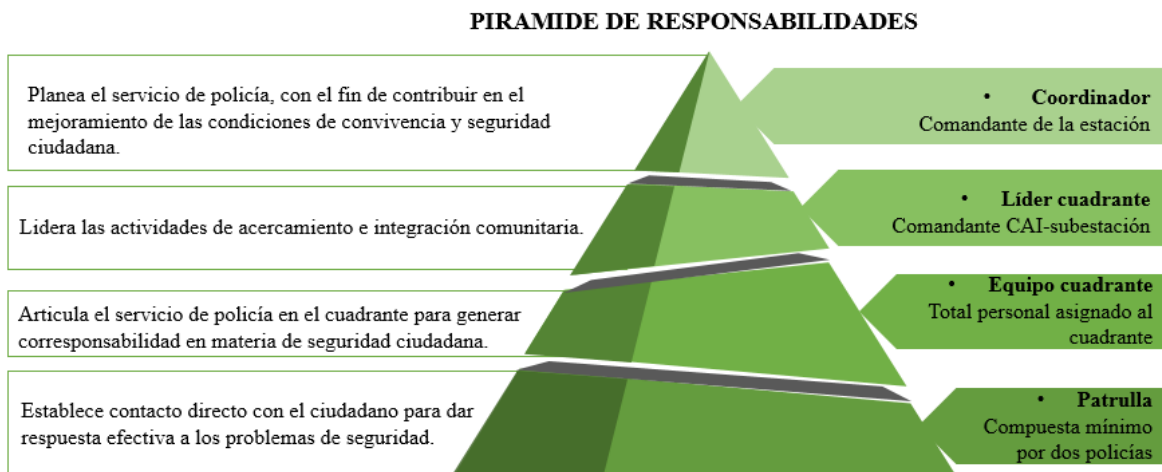 PIRAMIDE DE RESPONSABILIDADES
Planea el servicio de policía, con el fin de contribuir en el
mejoramiento de las condiciones de convivencia y seguridad
ciudadana.
• Coordinador
Comandante de la estación
Lidera las actividades de acercamiento e integración comunitaria.
• Líder cuadrante
Comandante CAI-subestación
Articula el servicio de policía en el cuadrante para generar
corresponsabilidad en materia de seguridad ciudadana.
• Equipo cuadrante
Total personal asignado al
cuadrante
Establece contacto directo con el ciudadano para dar
respuesta efectiva a los problemas de seguridad.
• Patrulla
Compuesta mínimo
por dos policías